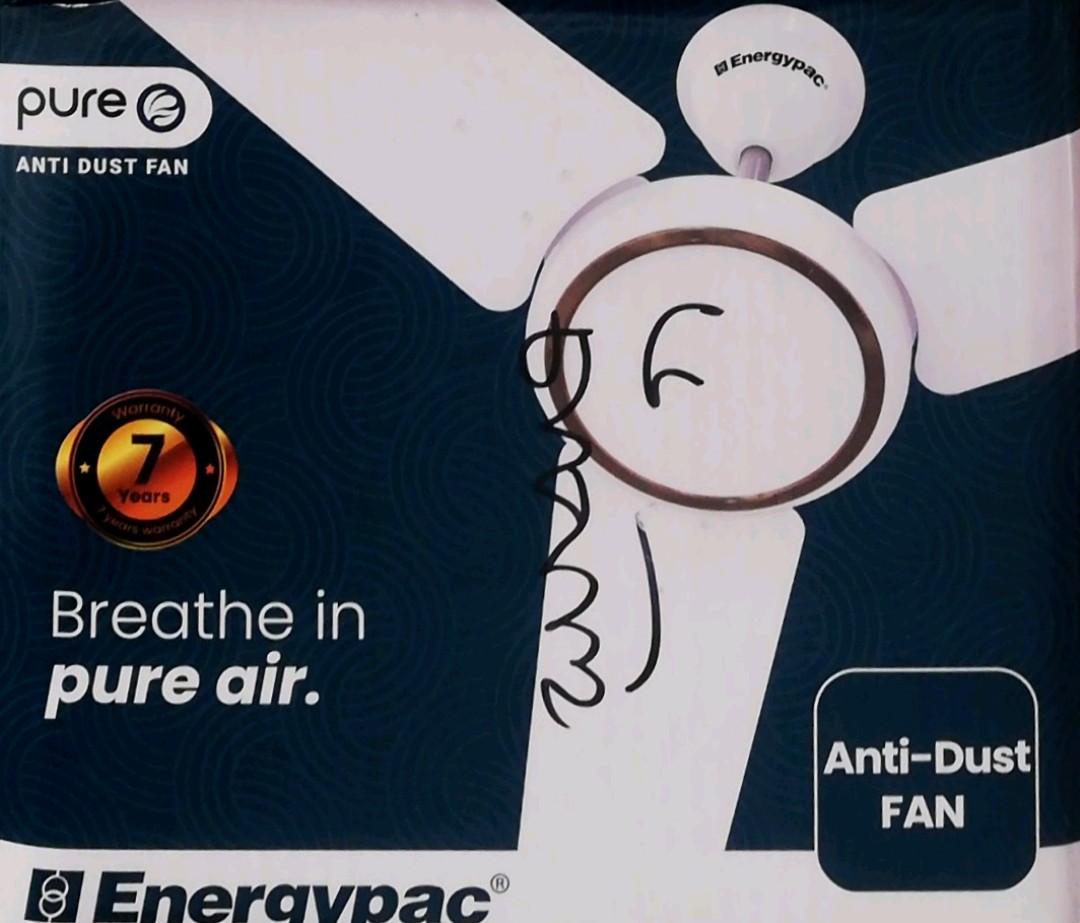 Energypac
pure
ANTI DUST FAN
Warranty
7
Years
7 years warranty
Breathe in
pure air.
Anti-Dust
FAN
Energypac®